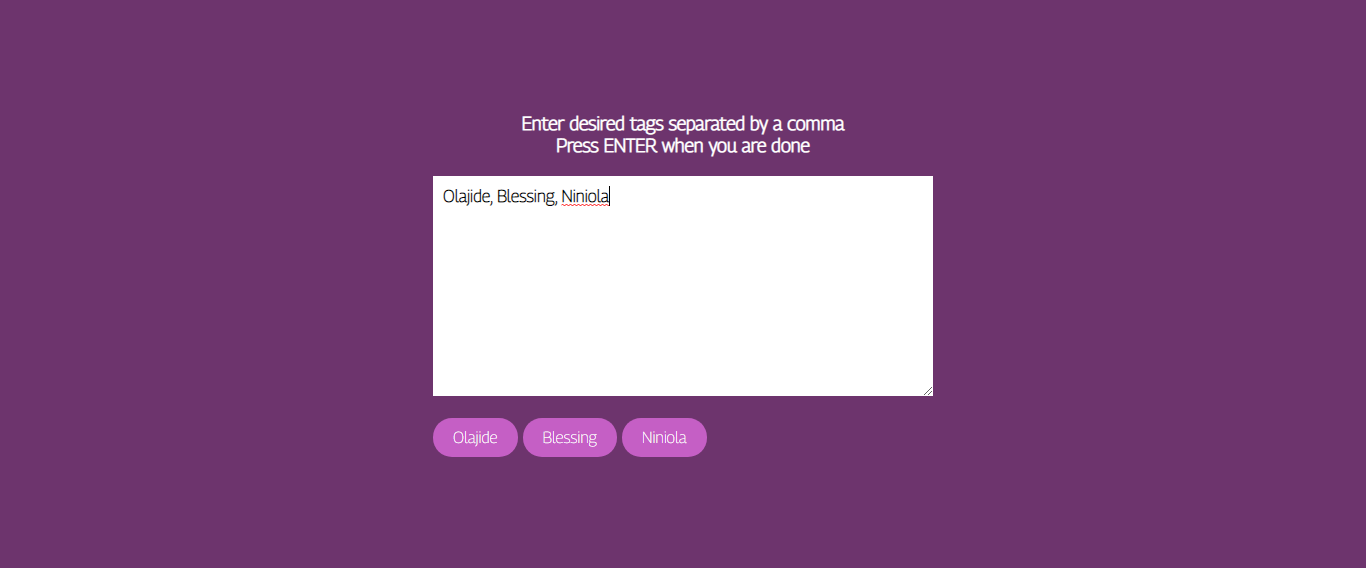 Enter desired tags separated by a comma
Press ENTER when you are done
Olajide, Blessing, Niniola
Olajide Blessing Niniola